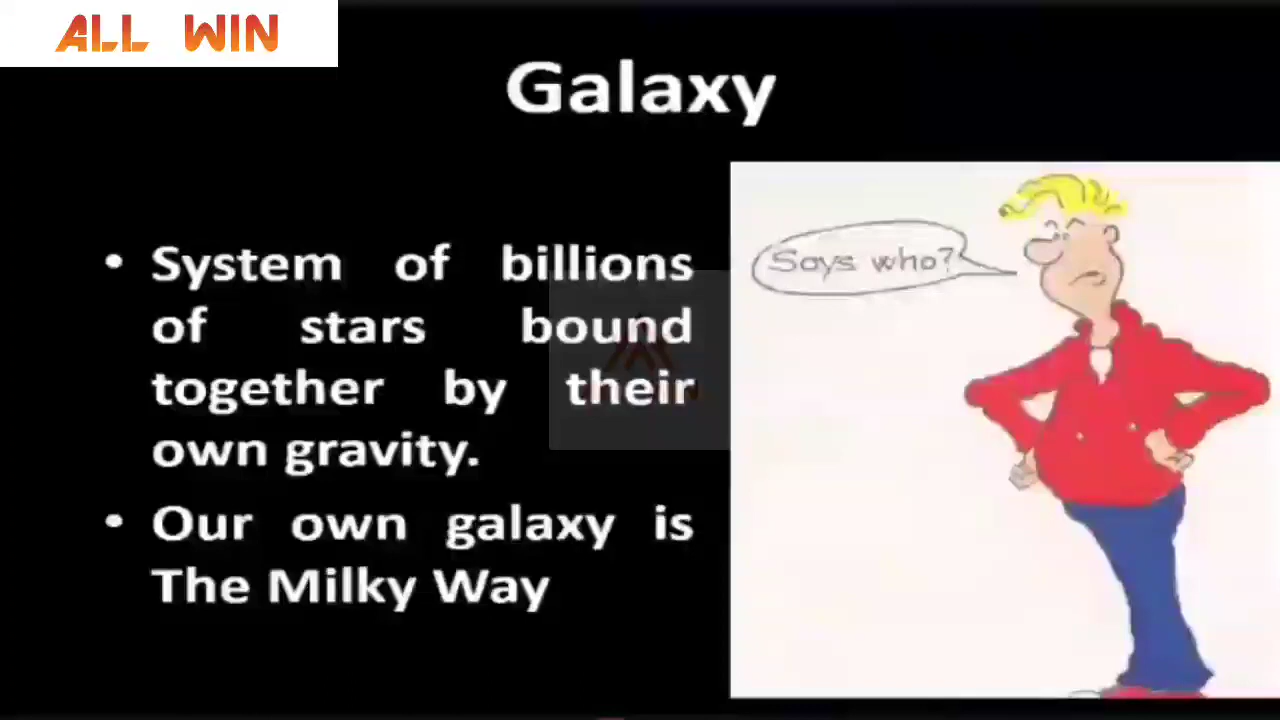 ALL WIN
Galaxy
• System of billions
of stars bound
together by their
own gravity.
• Our own galaxy is
The Milky Way
Says who?